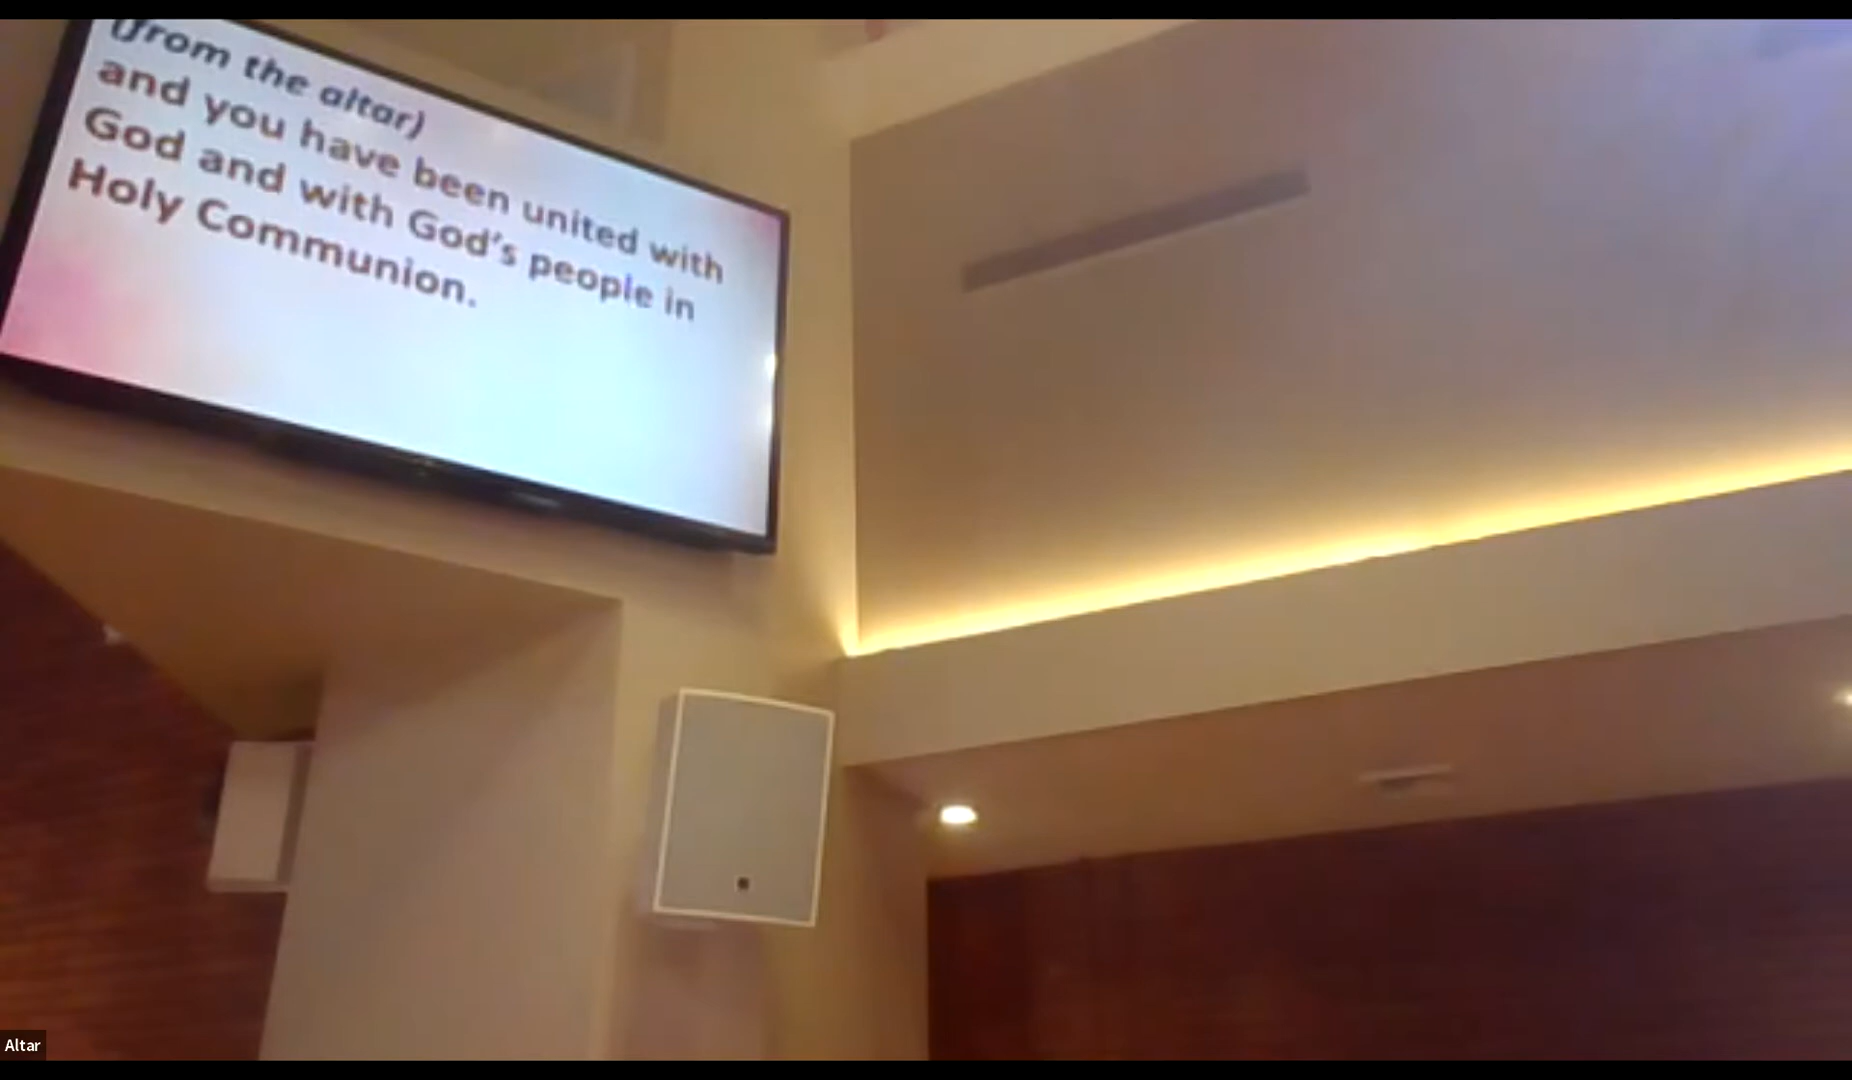 (from the altar)
and you have been united with
God and with God's people in
Holy Communion.
Altar